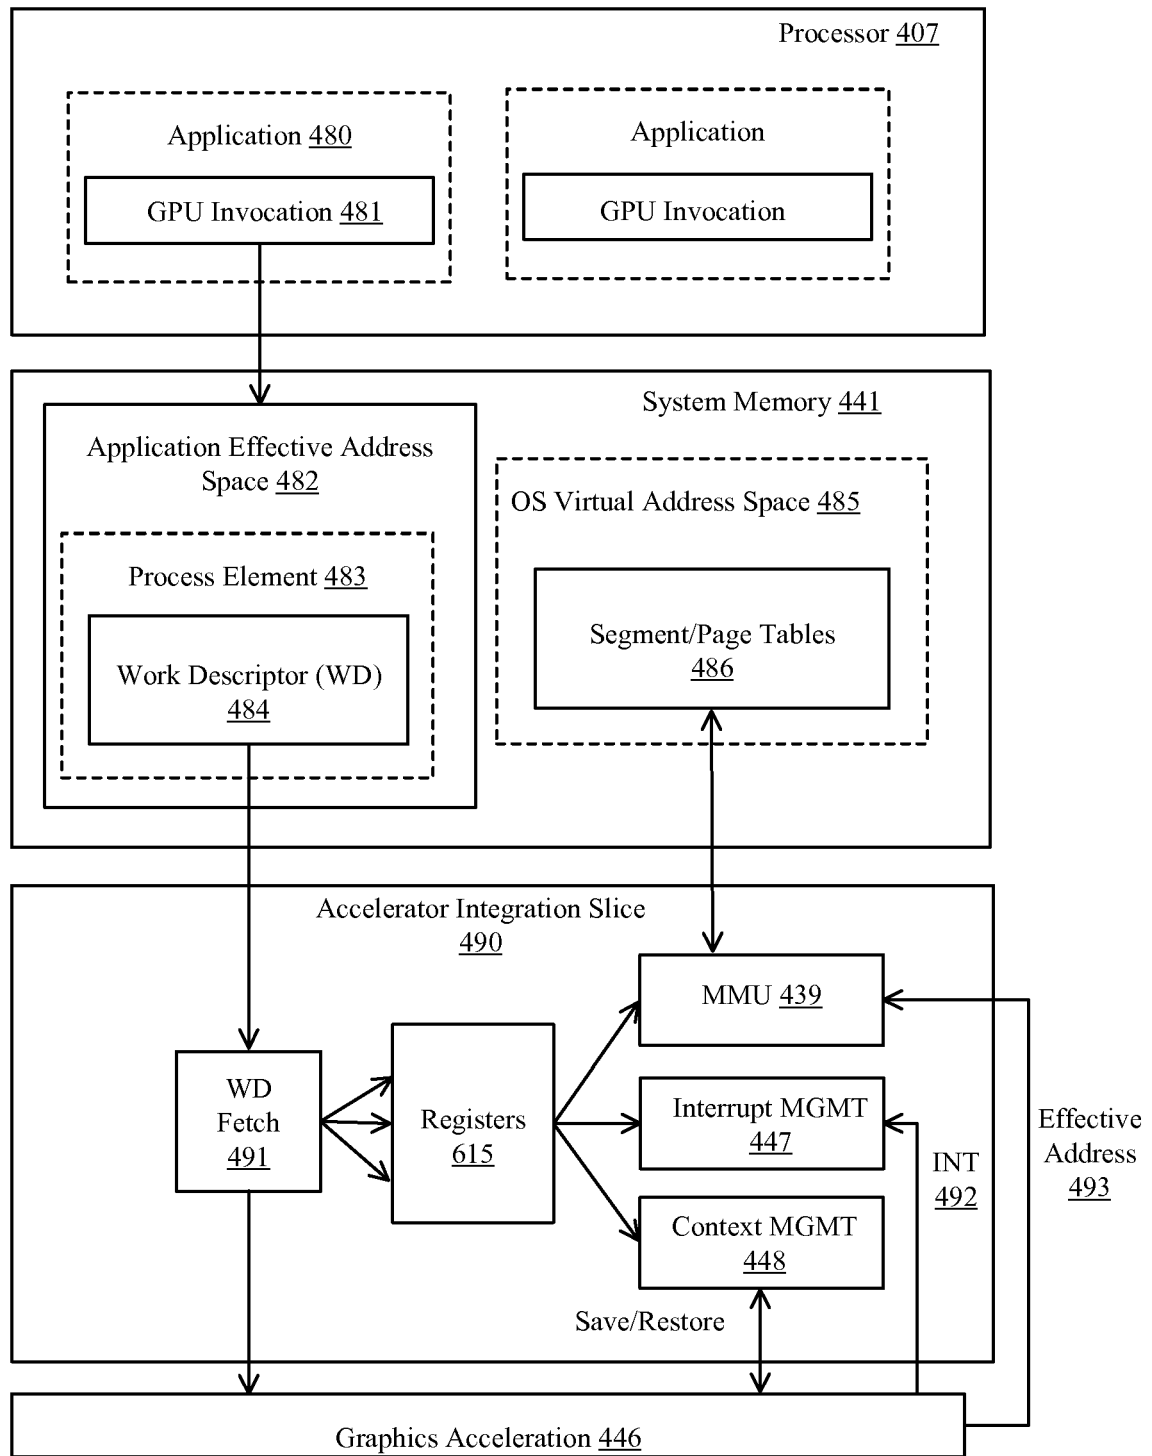 Processor 407
Application 480
GPU Invocation 481
Application
GPU Invocation
System Memory 441
Application Effective Address
Space 482
Process Element 483
Work Descriptor (WD)
484
OS Virtual Address Space 485
Segment/Page Tables
486
Accelerator Integration Slice
490
WD
Fetch
491
Registers
615
MMU 439
Interrupt MGMT
447
Context MGMT
448
Save/Restore
INT
492
Effective
Address
493
Graphics Acceleration 446